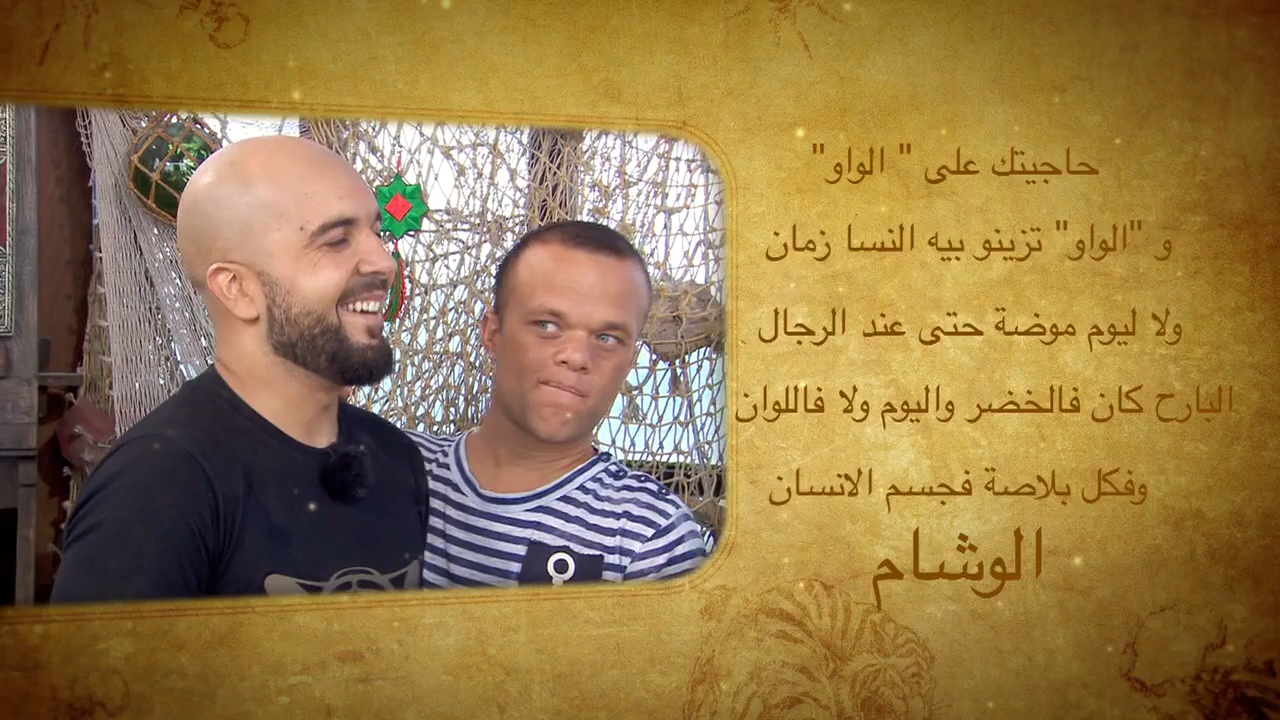 حاجيتك على " الواو"
و "الواو" تزينو بيه النسا زمان
ولا ليوم موضة حتى عند الرجال
البارح كان فالخضر واليوم ولا فاللوان
وفكل بلاصة فجسم الانسان
الوشام